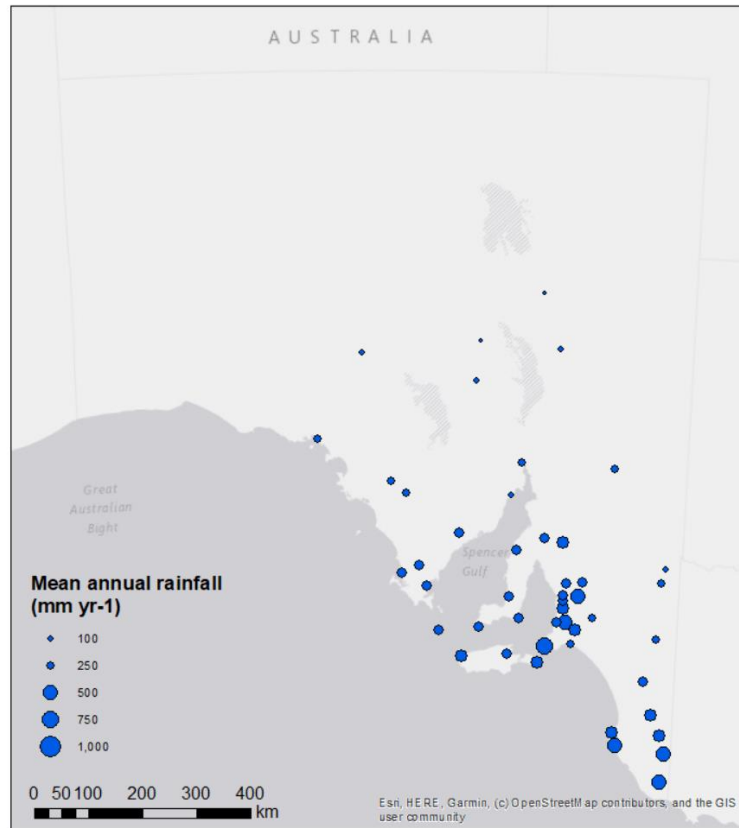 AUSTRALIA
Great
Australian
Bight
Spencer
Gulf
Mean annual rainfall
(mm yr-1)
100
250
500
750
1,000
0 50 100 200 300 400
km
Esri, HERE, Garmin, (c) OpenStreetMap contributors, and the GIS
user community